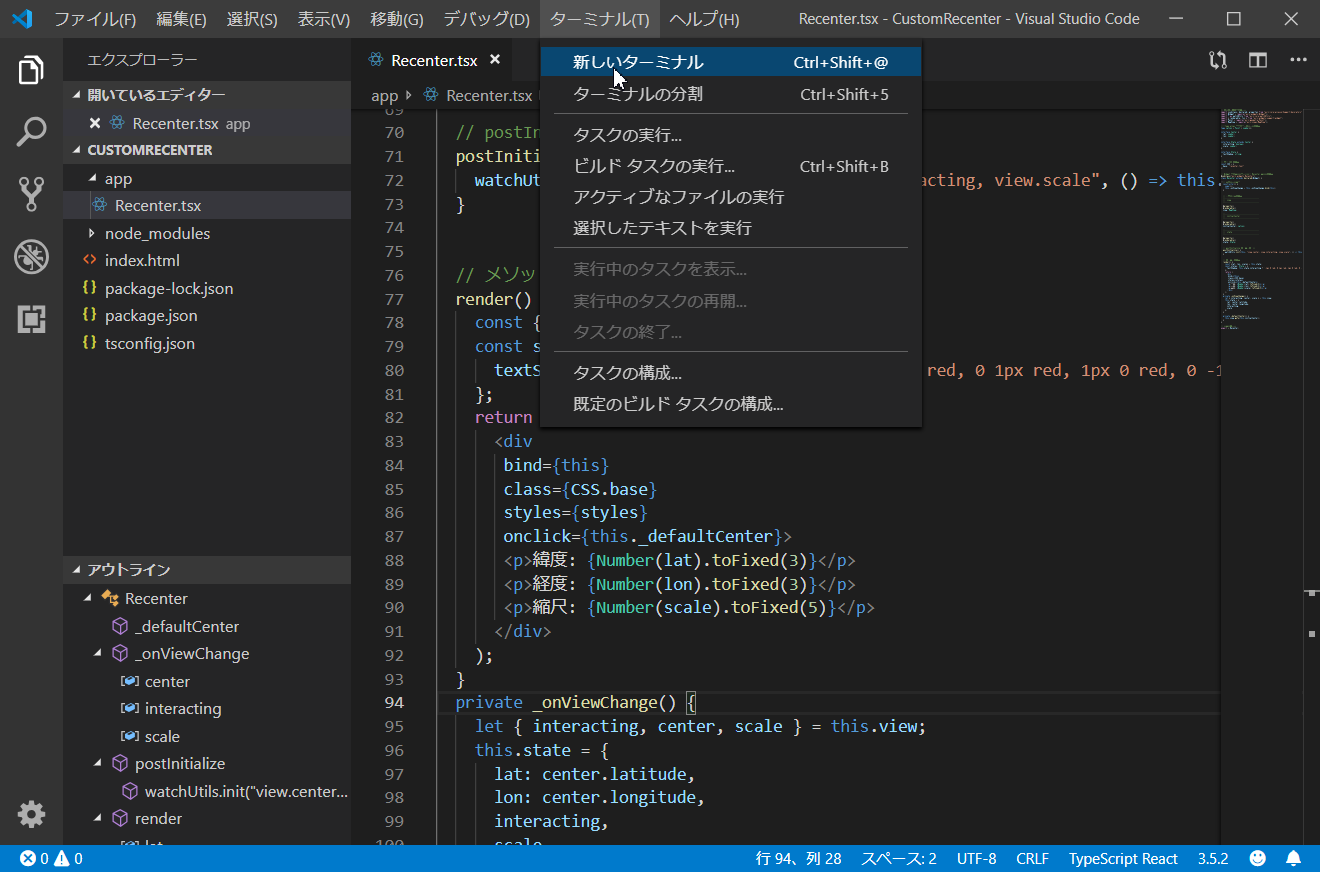 ファイル(F) 編集(E) 選択(S) 表示(V) 移動(G) デバッグ(D) ターミナル(T) ヘルプ(H) Recenter.tsx - CustomRecenter - Visual Studio Code
エクスプローラー
開いているエディター
Recenter.tsx app
CUSTOMRECENTER
app
Recenter.tsx
node_modules
index.html
package-lock.json
package.json
tsconfig.json
アウトライン
Recenter
_defaultCenter
_onViewChange
center
interacting
scale
postInitialize
watchUtils.init("view.center...
render
Recenter.tsx
app Recenter.tsx
新しいターミナル Ctrl+Shift+@
ターミナルの分割 Ctrl+Shift+5
タスクの実行...
ビルド タスクの実行... Ctrl+Shift+B
アクティブなファイルの実行
選択したテキストを実行
実行中のタスクを表示...
実行中のタスクの再開...
タスクの終了...
タスクの構成...
既定のビルド タスクの構成...
69
70 // postIn
71 postIniti
72 watchUt acting, view.scale", () => this.
73 }
74
75
76 // メソッ
77 render()
78 const {
79 const s
80 textS red, 0 1px red, 1px 0 red, 0 -1
81 };
82 return
83 <div
84 bind={this}
85 class={CSS.base}
86 styles={styles}
87 onclick={this._defaultCenter}>
88 <p>緯度: {Number(lat).toFixed(3)}</p>
89 <p>経度: {Number(lon).toFixed(3)}</p>
90 <p>縮尺: {Number(scale).toFixed(5)}</p>
91 </div>
92 );
93 }
94 private _onViewChange() {
95 let { interacting, center, scale } = this.view;
96 this.state = {
97 lat: center.latitude,
98 lon: center.longitude,
99 interacting,
100 scale
0 0 行 94、列 28 スペース: 2 UTF-8 CRLF TypeScript React 3.5.2